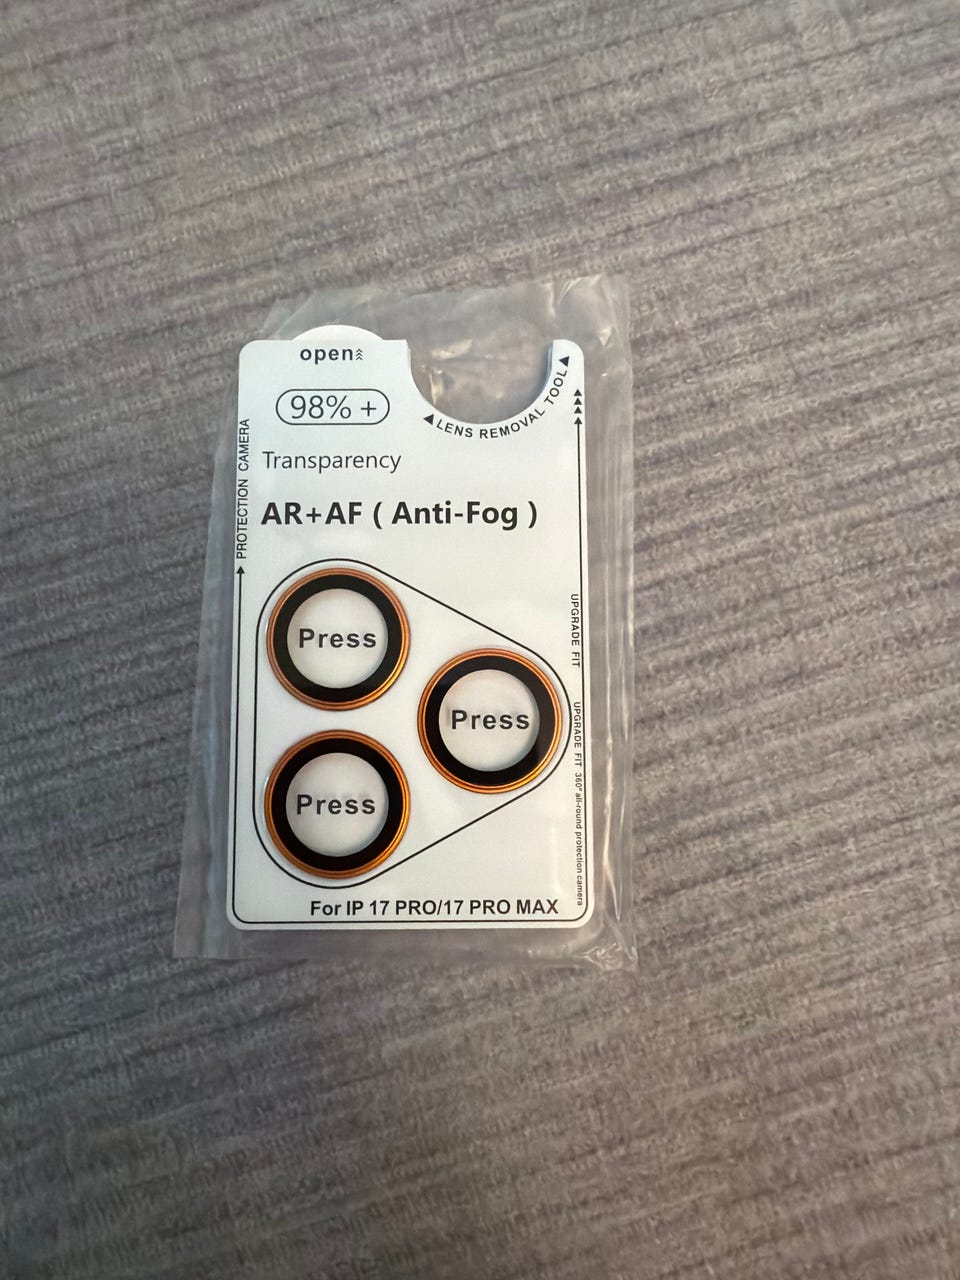 open
98% +
LENS REMOVAL TOOL
PROTECTION CAMERA
Transparency
AR+AF ( Anti-Fog )
Press
Press
Press
UPGRADE FIT
UPGRADE FIT 360° all-round protection camera
For IP 17 PRO/17 PRO MAX